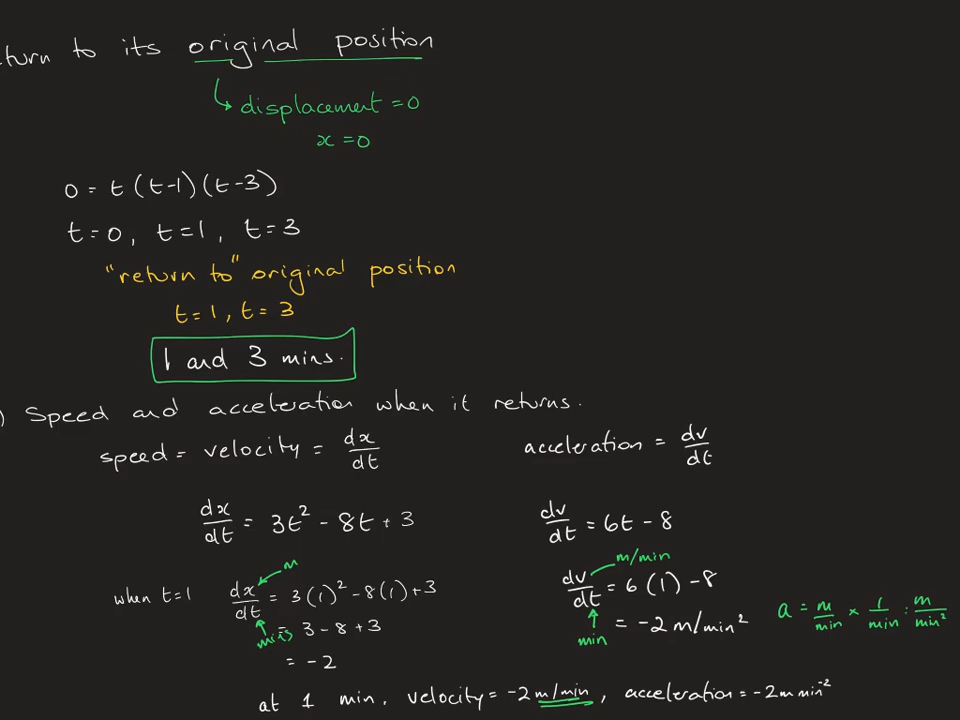 to its original position
displacement = 0
x = 0
0 = t (t-1) (t-3)
t = 0, t = 1, t = 3
"return to" original position
t = 1, t = 3
1 and 3 mins.
) Speed and acceleration when it returns.
speed = velocity = dx/dt
acceleration = dv/dt
dx/dt = 3t² - 8t + 3
dv/dt = 6t - 8
when t=1 dx/dt = 3(1)² - 8(1) + 3
m
mins
= 3 - 8 + 3
= -2
m/min
dv/dt = 6(1) - 8
min
= -2 m/min²
a = m/min × 1/min : m/min²
at 1 min, velocity = -2 m/min, acceleration = -2 m min⁻²